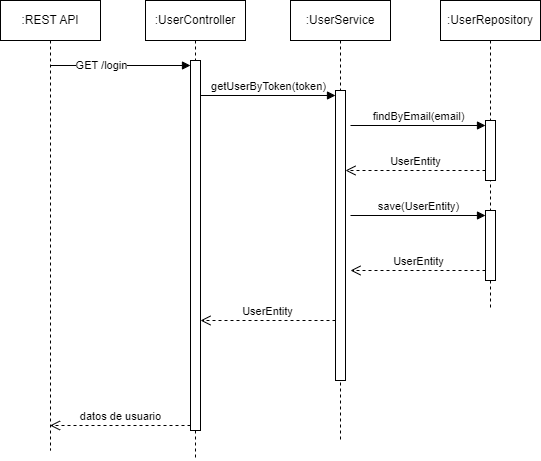 :REST API
:UserController
:UserService
:UserRepository
GET /login
getUserByToken(token)
findByEmail(email)
UserEntity
save(UserEntity)
UserEntity
UserEntity
datos de usuario